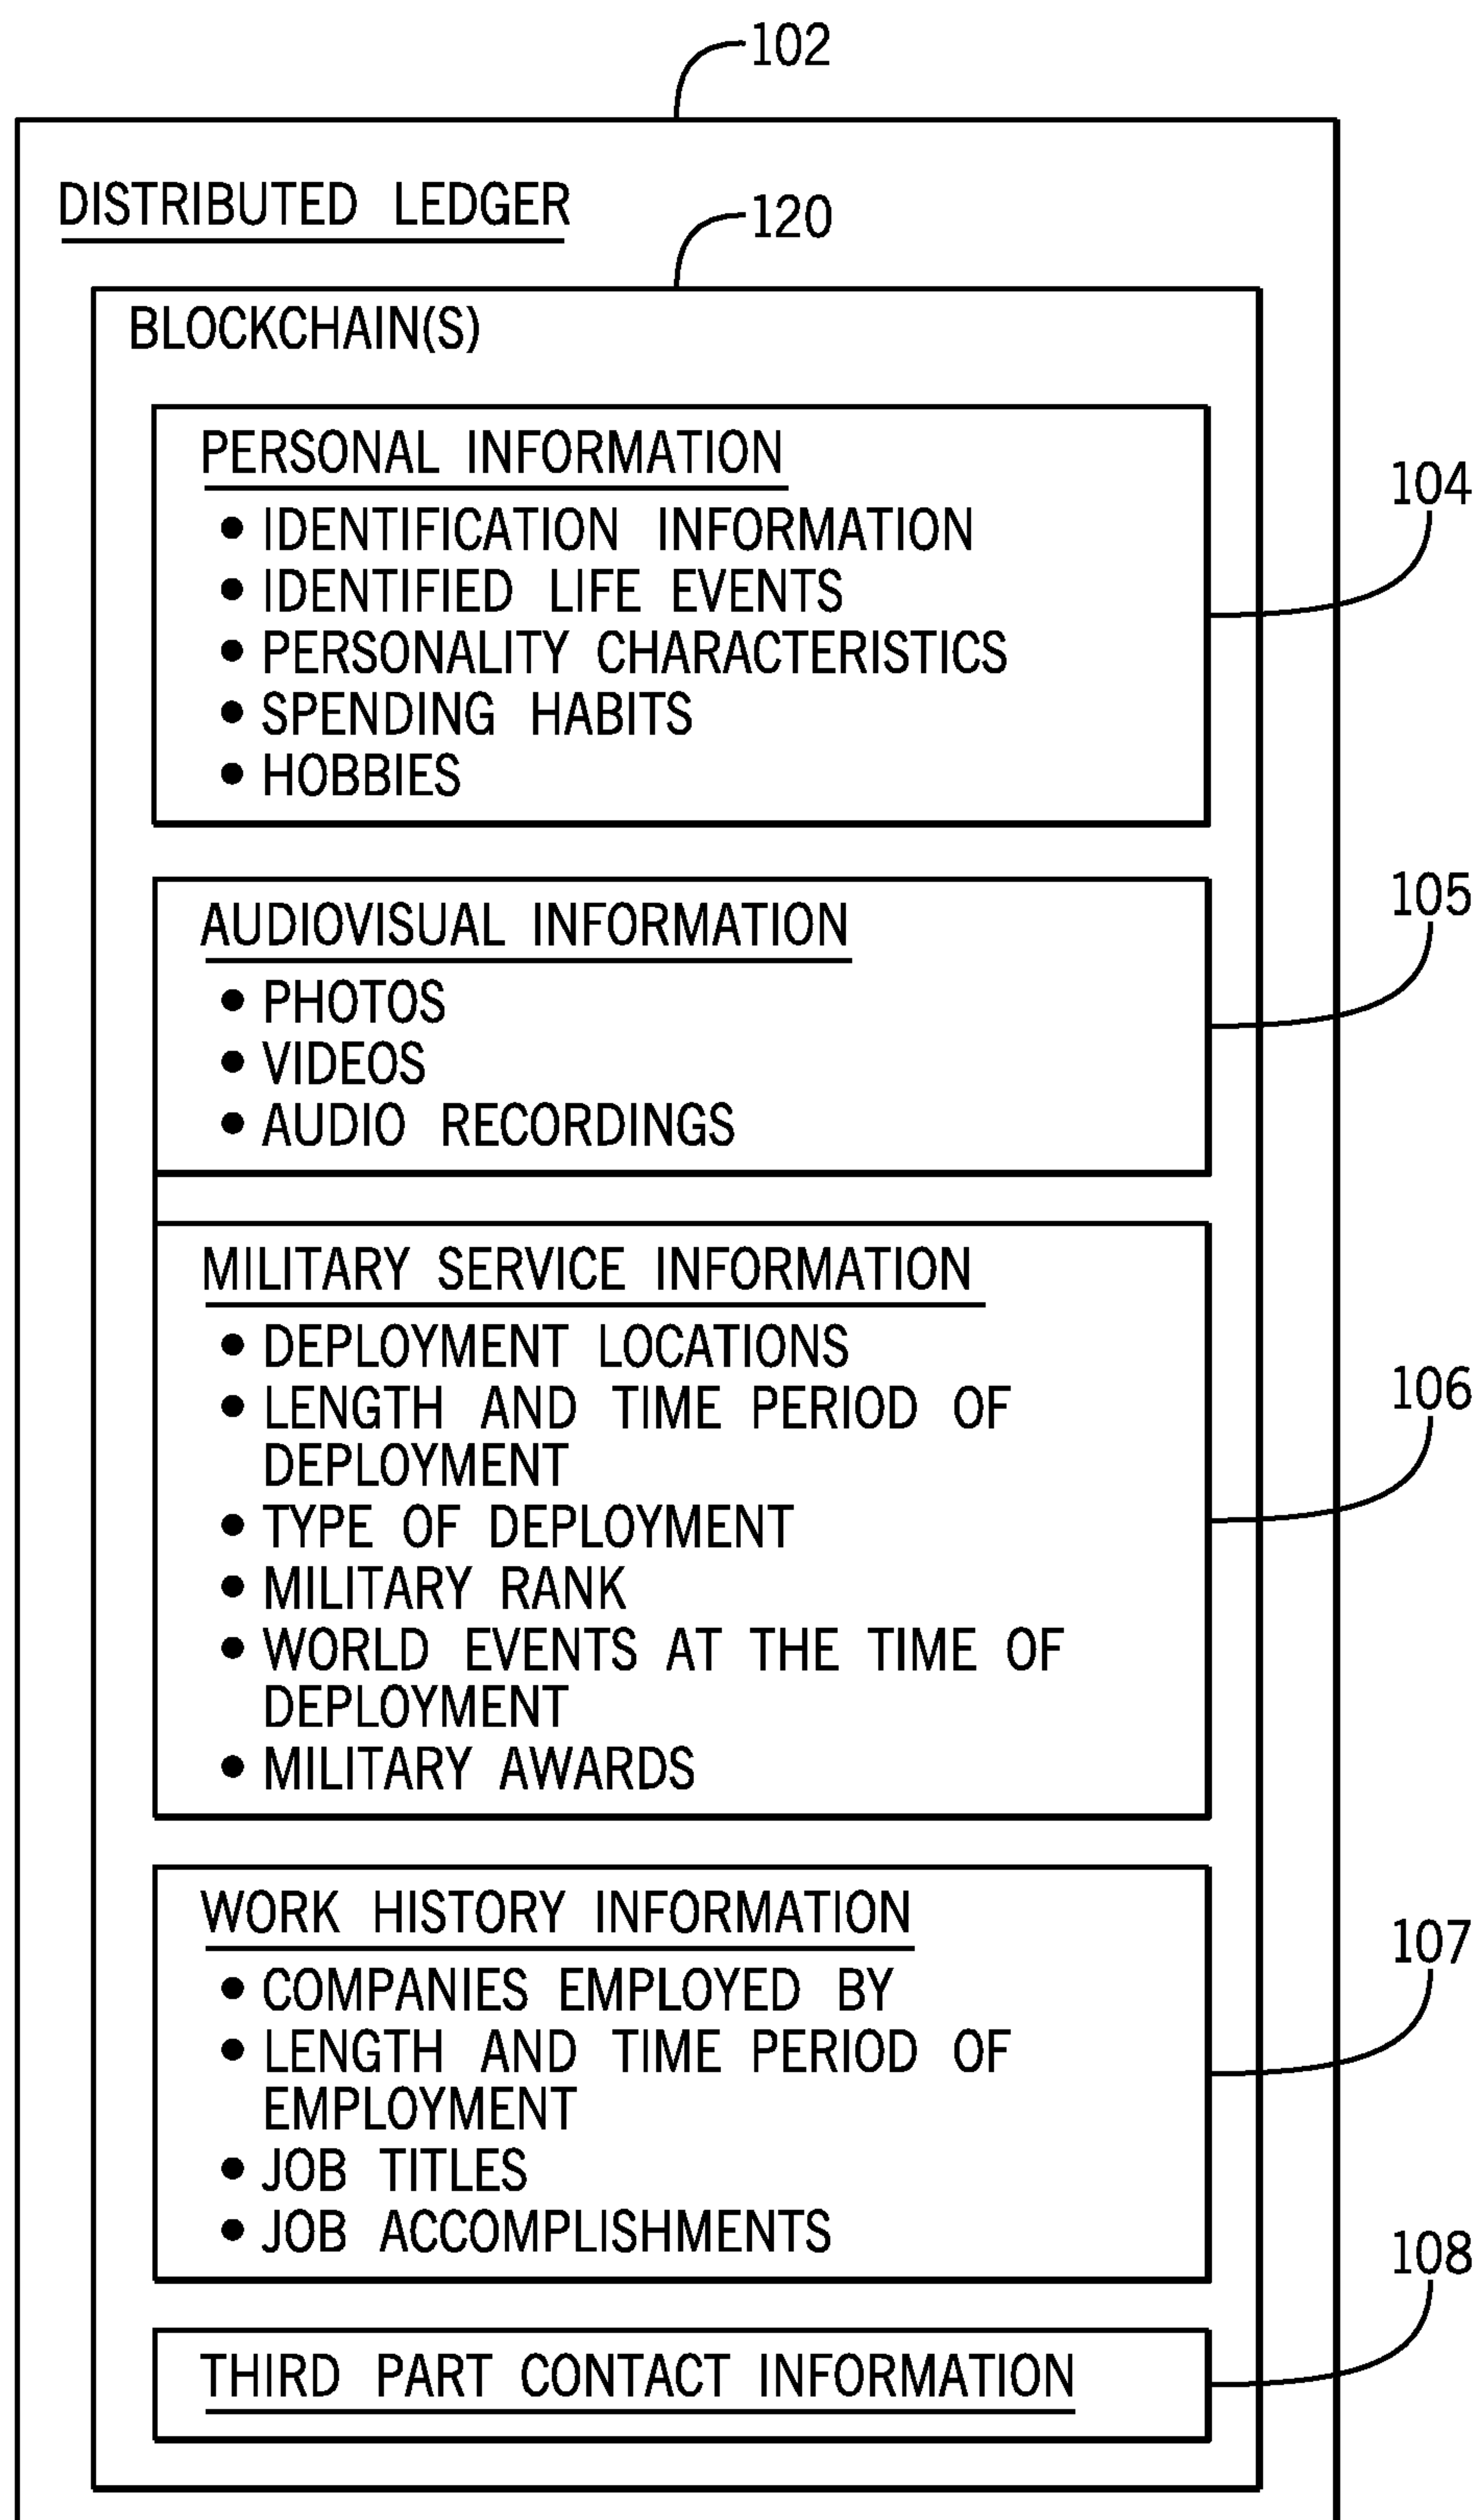 102
DISTRIBUTED LEDGER
120
BLOCKCHAIN(S)
PERSONAL INFORMATION
104
● IDENTIFICATION INFORMATION
● IDENTIFIED LIFE EVENTS
● PERSONALITY CHARACTERISTICS
● SPENDING HABITS
● HOBBIES
105
AUDIOVISUAL INFORMATION
● PHOTOS
● VIDEOS
● AUDIO RECORDINGS
MILITARY SERVICE INFORMATION
● DEPLOYMENT LOCATIONS
106
● LENGTH AND TIME PERIOD OF
DEPLOYMENT
● TYPE OF DEPLOYMENT
● MILITARY RANK
● WORLD EVENTS AT THE TIME OF
DEPLOYMENT
● MILITARY AWARDS
WORK HISTORY INFORMATION
107
● COMPANIES EMPLOYED BY
● LENGTH AND TIME PERIOD OF
EMPLOYMENT
● JOB TITLES
● JOB ACCOMPLISHMENTS
108
THIRD PART CONTACT INFORMATION